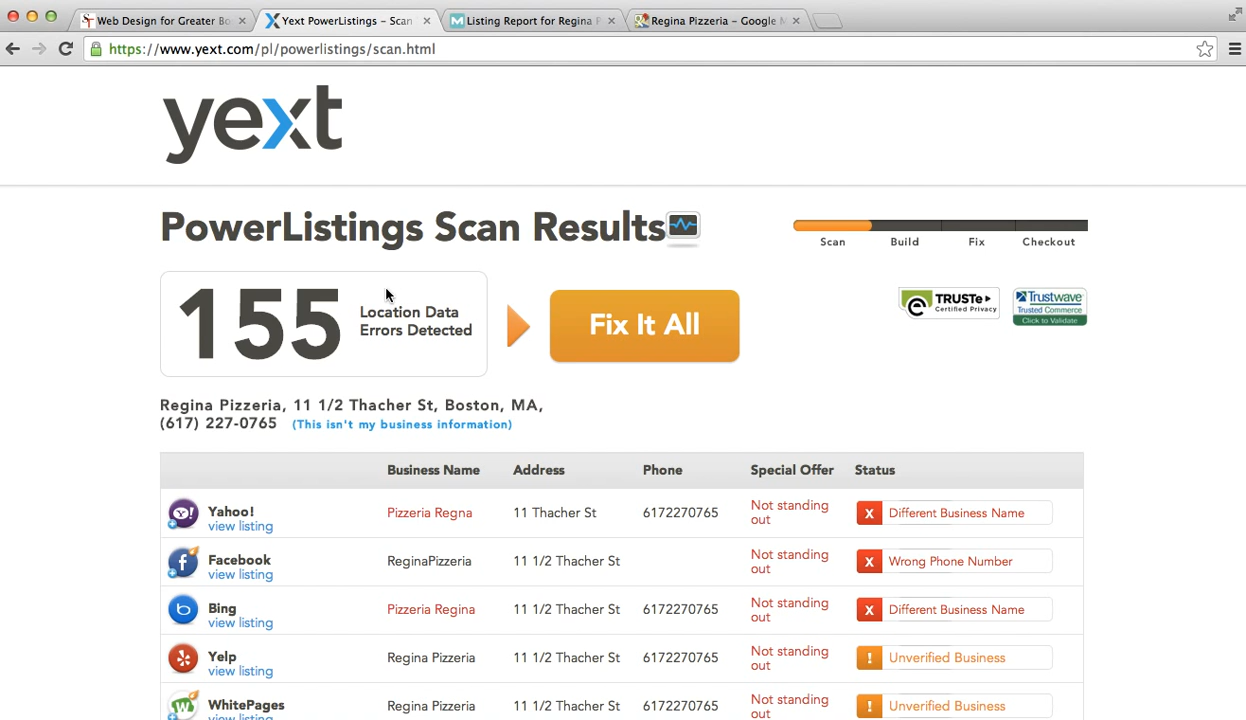 Web Design for Greater Bo
Yext PowerListings – Scan
Listing Report for Regina P
Regina Pizzeria – Google M
https://www.yext.com/pl/powerlistings/scan.html
yext
PowerListings Scan Results
Scan Build Fix Checkout
155 Location Data
Errors Detected
Fix It All
TRUSTe
Certified Privacy
Trustwave
Trusted Commerce
Click to Validate
Regina Pizzeria, 11 1/2 Thacher St, Boston, MA,
(617) 227-0765 (This isn't my business information)
Business Name Address Phone Special Offer Status
Yahoo! Pizzeria Regna 11 Thacher St 6172270765 Not standing out X Different Business Name
view listing
Facebook ReginaPizzeria 11 1/2 Thacher St Not standing out X Wrong Phone Number
view listing
Bing Pizzeria Regina 11 1/2 Thacher St 6172270765 Not standing out X Different Business Name
view listing
Yelp Regina Pizzeria 11 1/2 Thacher St 6172270765 Not standing out ! Unverified Business
view listing
WhitePages Regina Pizzeria 11 1/2 Thacher St 6172270765 Not standing out ! Unverified Business
view listing